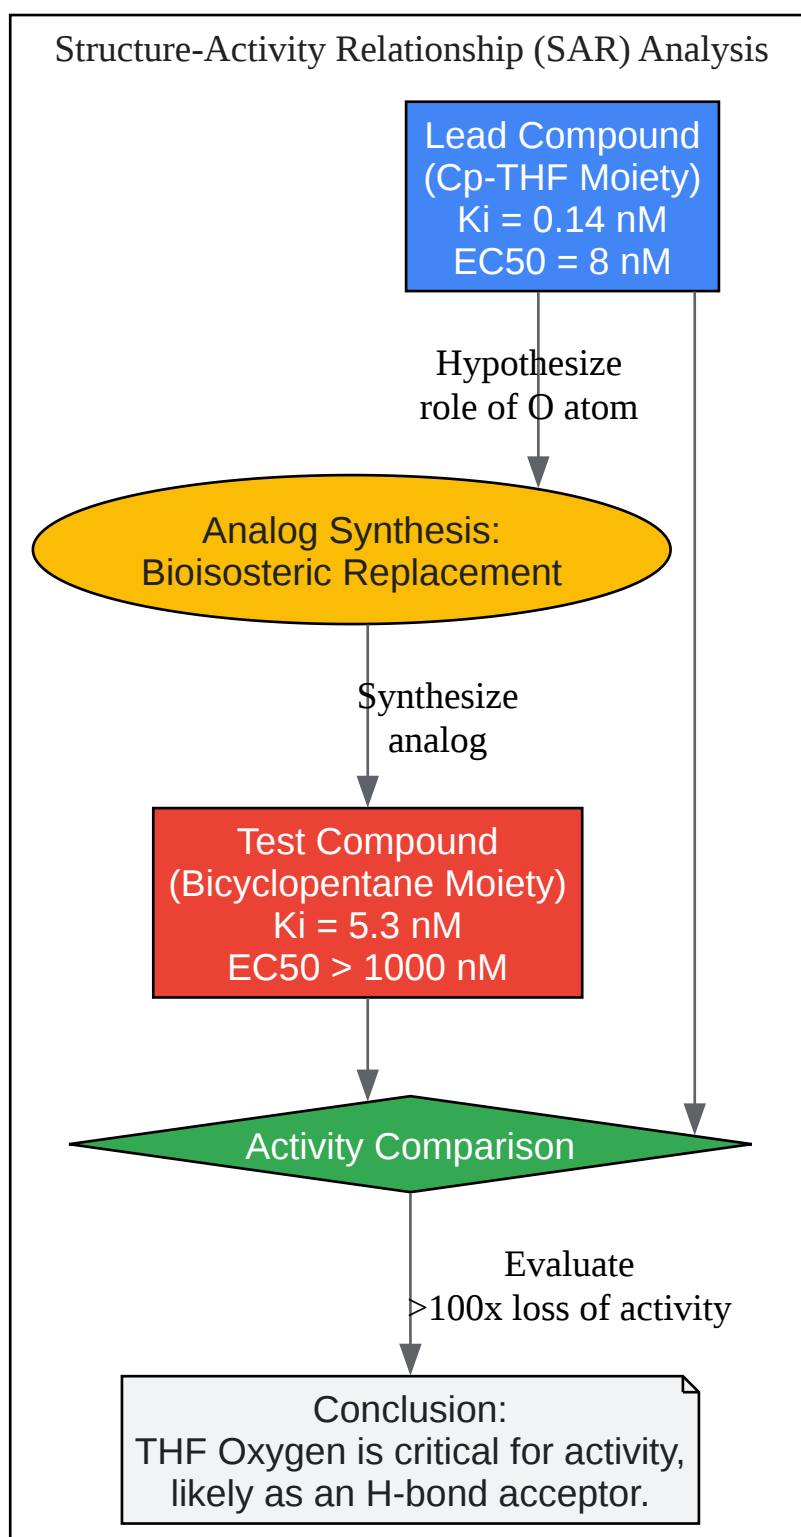 Structure-Activity Relationship (SAR) Analysis
Lead Compound
(Cp-THF Moiety)
Ki = 0.14 nM
EC50 = 8 nM
Hypothesize
role of O atom
Analog Synthesis:
Bioisosteric Replacement
Synthesize
analog
Test Compound
(Bicyclopentane Moiety)
Ki = 5.3 nM
EC50 > 1000 nM
Activity Comparison
Evaluate
>100x loss of activity
Conclusion:
THF Oxygen is critical for activity,
likely as an H-bond acceptor.